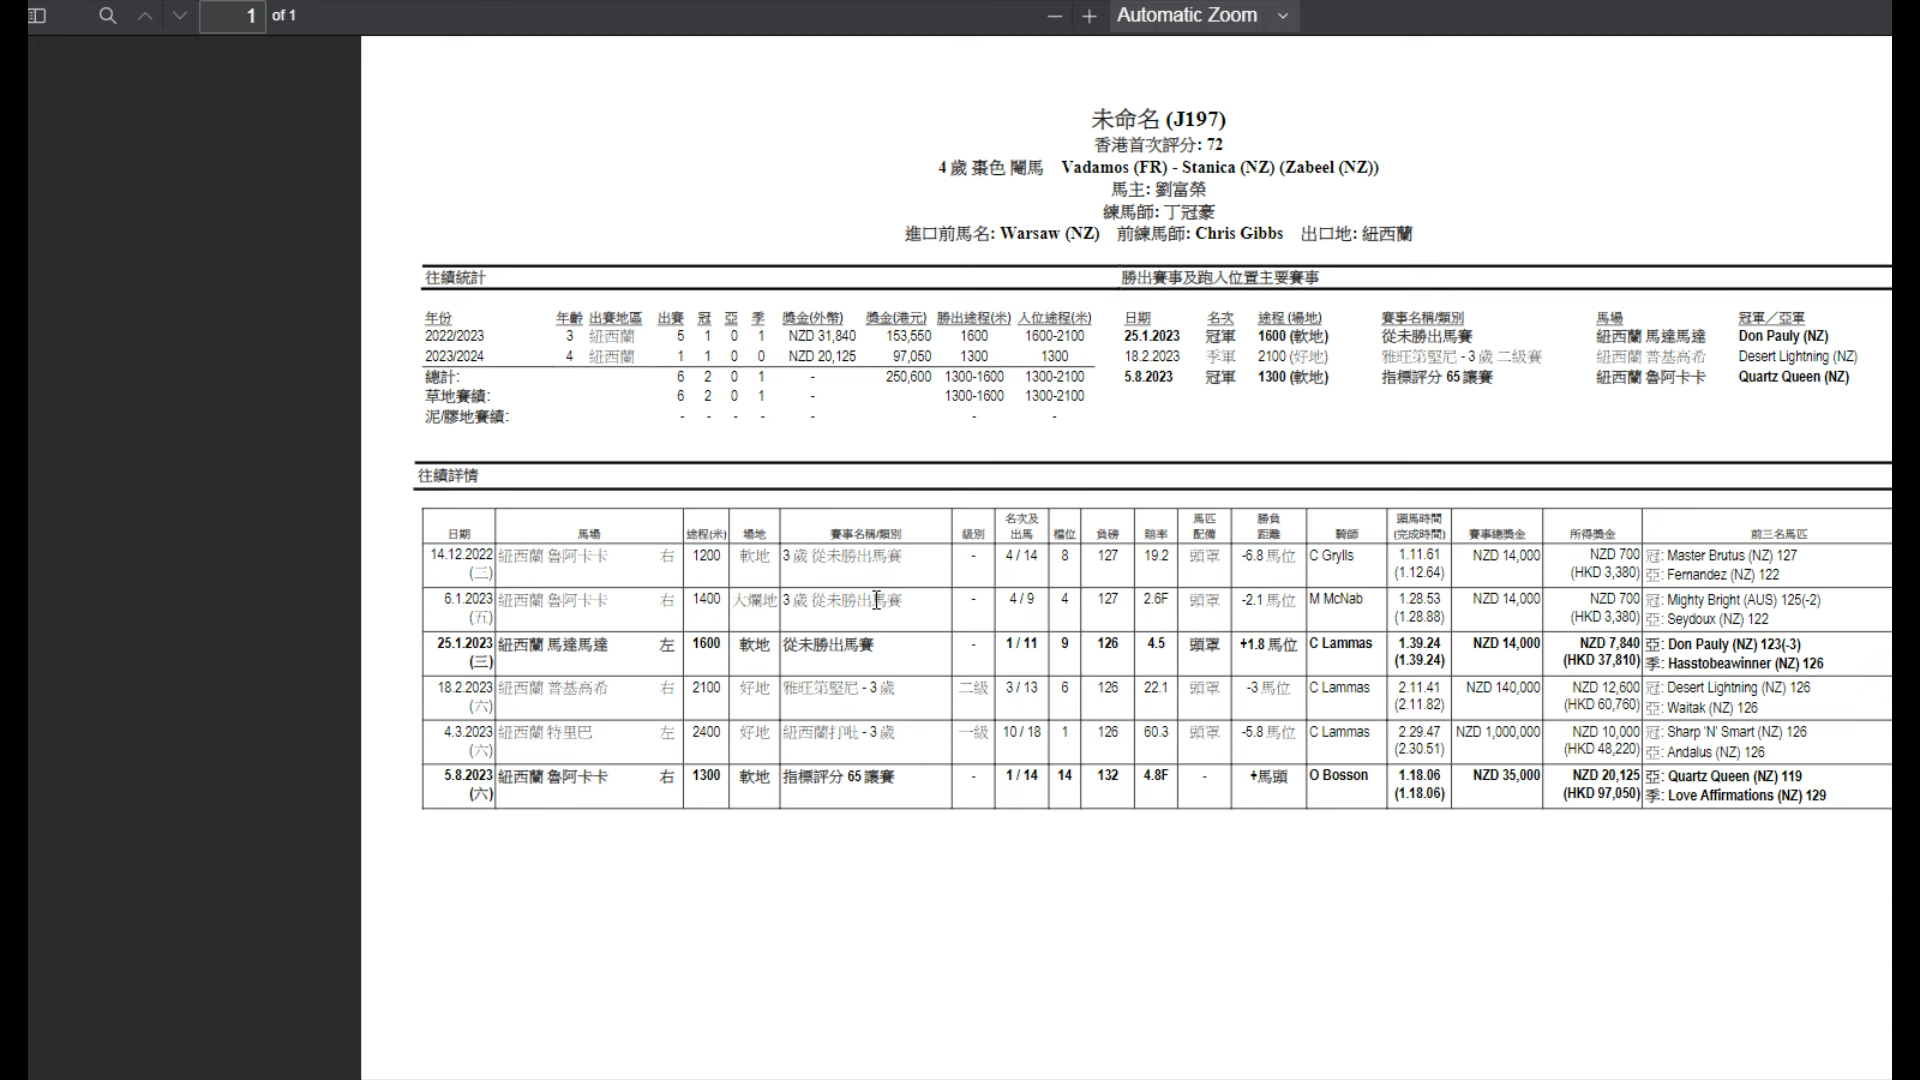 1 of 1 Automatic Zoom
未命名 (J197)
香港首次評分: 72
4 歲 棗色 閹馬 Vadamos (FR) - Stanica (NZ) (Zabeel (NZ))
馬主: 劉富榮
練馬師: 丁冠豪
進口前馬名: Warsaw (NZ) 前練馬師: Chris Gibbs 出口地: 紐西蘭
往績統計 勝出賽事及跑入位置主要賽事
年份 年齡 出賽地區 出賽 冠 亞 季 獎金(外幣) 獎金(港元) 勝出途程(米) 入位途程(米) 日期 名次 途程 (場地) 賽事名稱/類別 馬場 冠軍／亞軍
2022/2023 3 紐西蘭 5 1 0 1 NZD 31,840 153,550 1600 1600-2100 25.1.2023 冠軍 1600 (軟地) 從未勝出馬賽 紐西蘭 馬達馬達 Don Pauly (NZ)
2023/2024 4 紐西蘭 1 1 0 0 NZD 20,125 97,050 1300 1300 18.2.2023 季軍 2100 (好地) 雅旺第堅尼 - 3 歲 二級賽 紐西蘭 普基高希 Desert Lightning (NZ)
總計: 6 2 0 1 - 250,600 1300-1600 1300-2100 5.8.2023 冠軍 1300 (軟地) 指標評分 65 讓賽 紐西蘭 魯阿卡卡 Quartz Queen (NZ)
草地賽績: 6 2 0 1 - 1300-1600 1300-2100
泥/膠地賽績: - - - - - - -
往績詳情
名次及 馬匹 勝負 頭馬時間
日期 馬場 途程(米) 場地 賽事名稱/類別 級別 出馬 檔位 負磅 賠率 配備 距離 騎師 (完成時間) 賽事總獎金 所得獎金 前三名馬匹
14.12.2022 紐西蘭 魯阿卡卡 右 1200 軟地 3 歲 從未勝出馬賽 - 4 / 14 8 127 19.2 頭罩 -6.8 馬位 C Grylls 1.11.61 NZD 14,000 NZD 700 冠: Master Brutus (NZ) 127
(三) (1.12.64) (HKD 3,380) 亞: Fernandez (NZ) 122
6.1.2023 紐西蘭 魯阿卡卡 右 1400 大爛地 3 歲 從未勝出馬賽 - 4 / 9 4 127 2.6F 頭罩 -2.1 馬位 M McNab 1.28.53 NZD 14,000 NZD 700 冠: Mighty Bright (AUS) 125(-2)
(五) (1.28.88) (HKD 3,380) 亞: Seydoux (NZ) 122
25.1.2023 紐西蘭 馬達馬達 左 1600 軟地 從未勝出馬賽 - 1 / 11 9 126 4.5 頭罩 +1.8 馬位 C Lammas 1.39.24 NZD 14,000 NZD 7,840 亞: Don Pauly (NZ) 123(-3)
(三) (1.39.24) (HKD 37,810) 季: Hasstobeawinner (NZ) 126
18.2.2023 紐西蘭 普基高希 右 2100 好地 雅旺第堅尼 - 3 歲 二級 3 / 13 6 126 22.1 頭罩 -3 馬位 C Lammas 2.11.41 NZD 140,000 NZD 12,600 冠: Desert Lightning (NZ) 126
(六) (2.11.82) (HKD 60,760) 亞: Waitak (NZ) 126
4.3.2023 紐西蘭 特里巴 左 2400 好地 紐西蘭打吡 - 3 歲 一級 10 / 18 1 126 60.3 頭罩 -5.8 馬位 C Lammas 2.29.47 NZD 1,000,000 NZD 10,000 冠: Sharp 'N' Smart (NZ) 126
(六) (2.30.51) (HKD 48,220) 亞: Andalus (NZ) 126
5.8.2023 紐西蘭 魯阿卡卡 右 1300 軟地 指標評分 65 讓賽 - 1 / 14 14 132 4.8F - +馬頭 O Bosson 1.18.06 NZD 35,000 NZD 20,125 亞: Quartz Queen (NZ) 119
(六) (1.18.06) (HKD 97,050) 季: Love Affirmations (NZ) 129